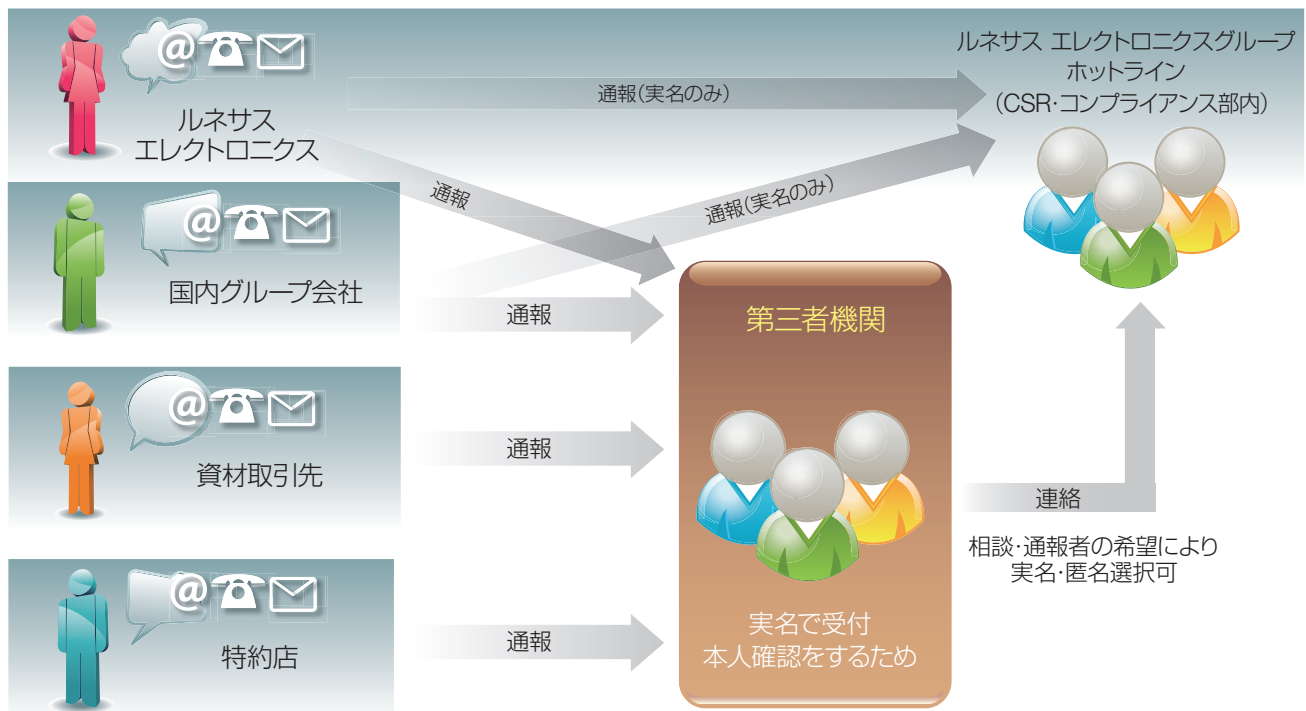 @
ルネサス
エレクトロニクス
通報(実名のみ)
ルネサス エレクトロニクスグループ
ホットライン
(CSR・コンプライアンス部内)
通報
通報(実名のみ)
@
国内グループ会社
通報
@
資材取引先
通報
@
特約店
通報
第三者機関
実名で受付
本人確認をするため
連絡
相談・通報者の希望により
実名・匿名選択可